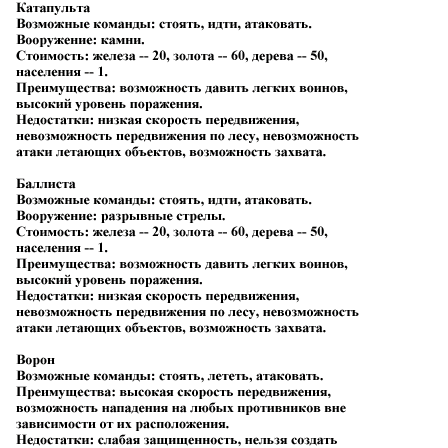 Катапульта
Возможные команды: стоять, идти, атаковать.
Вооружение: камни.
Стоимость: железа -- 20, золота -- 60, дерева -- 50,
населения -- 1.
Преимущества: возможность давить легких воинов,
высокий уровень поражения.
Недостатки: низкая скорость передвижения,
невозможность передвижения по лесу, невозможность
атаки летающих объектов, возможность захвата.
Баллиста
Возможные команды: стоять, идти, атаковать.
Вооружение: разрывные стрелы.
Стоимость: железа -- 20, золота -- 60, дерева -- 50,
населения -- 1.
Преимущества: возможность давить легких воинов,
высокий уровень поражения.
Недостатки: низкая скорость передвижения,
невозможность передвижения по лесу, невозможность
атаки летающих объектов, возможность захвата.
Ворон
Возможные команды: стоять, лететь, атаковать.
Преимущества: высокая скорость передвижения,
возможность нападения на любых противников вне
зависимости от их расположения.
Недостатки: слабая защищенность, нельзя создать